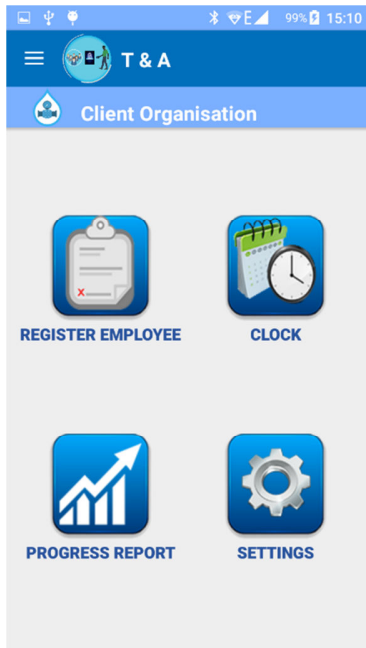 E 99% 15:10
T & A
Client Organisation
REGISTER EMPLOYEE
CLOCK
PROGRESS REPORT
SETTINGS